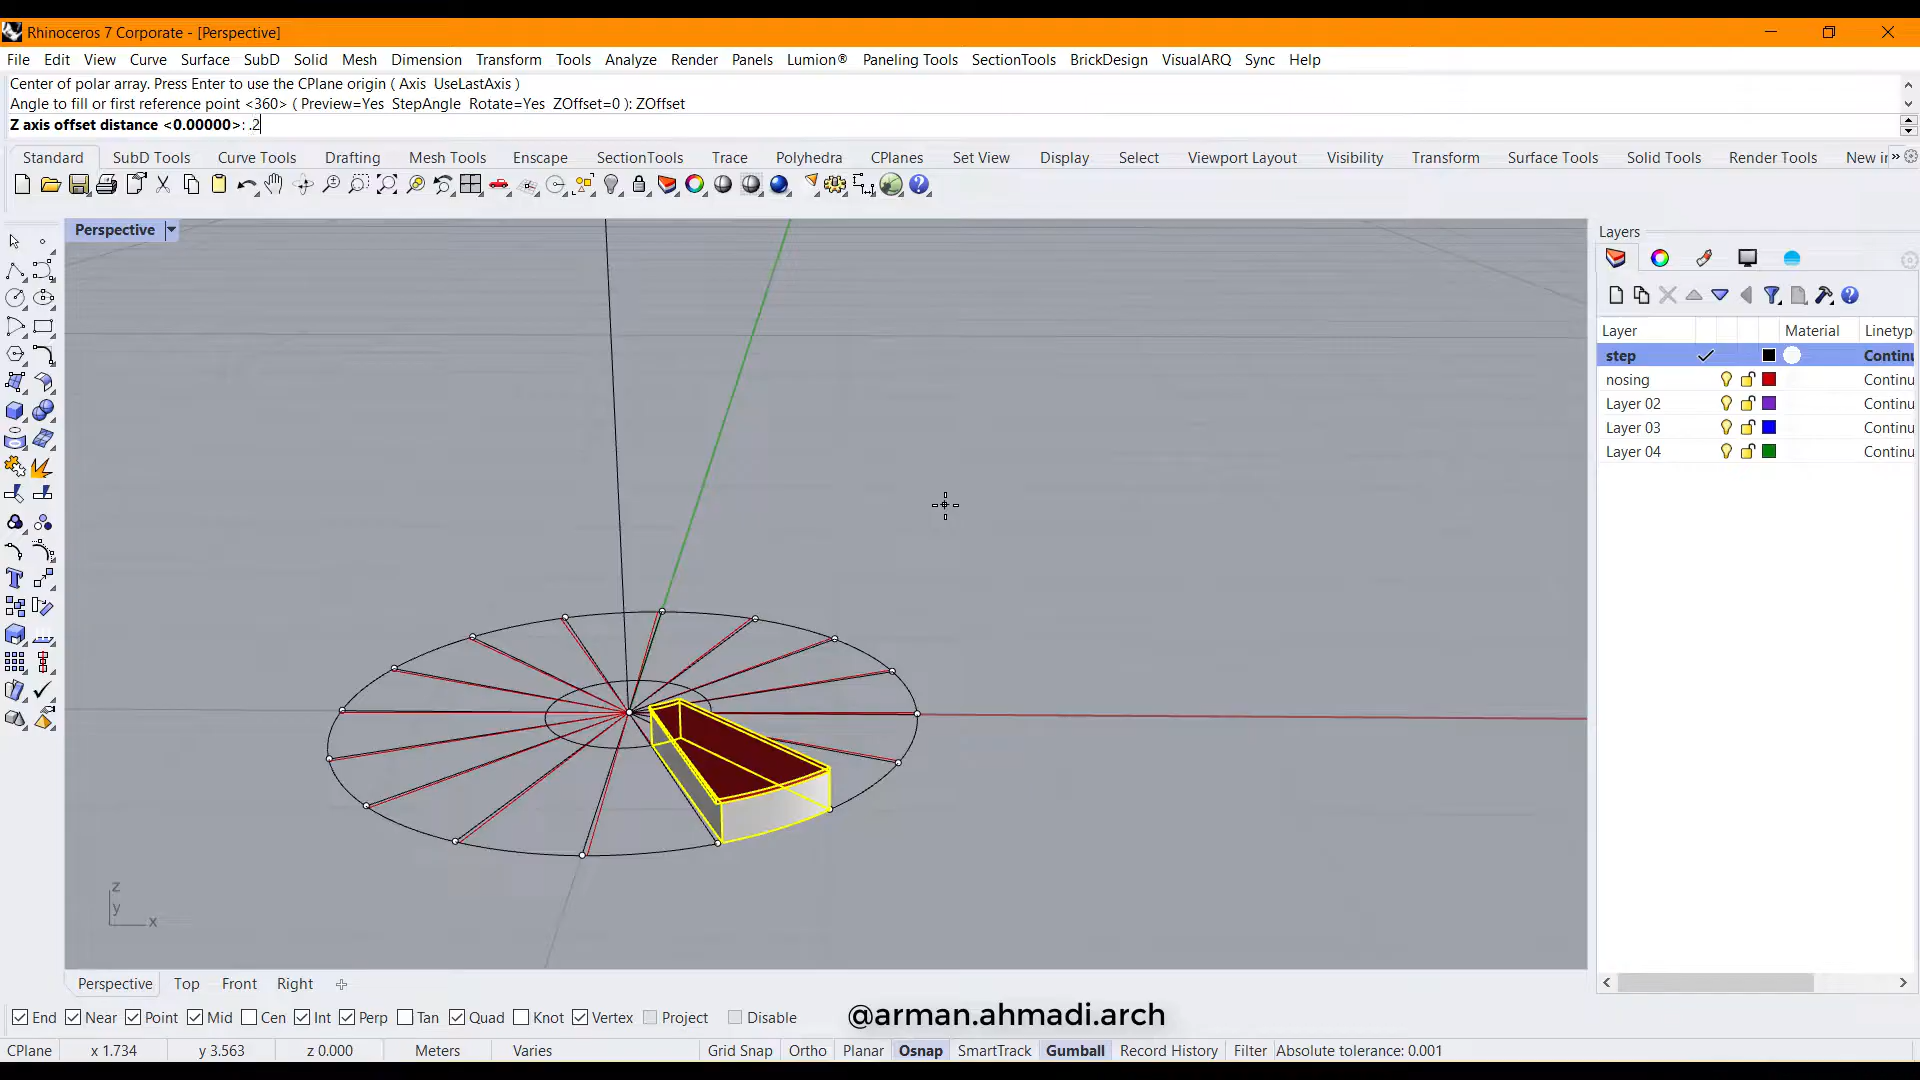 Rhinoceros 7 Corporate - [Perspective]
File Edit View Curve Surface SubD Solid Mesh Dimension Transform Tools Analyze Render Panels Lumion® Paneling Tools SectionTools BrickDesign VisualARQ Sync Help
Center of polar array. Press Enter to use the CPlane origin ( Axis UseLastAxis )
Angle to fill or first reference point <360> ( Preview=Yes StepAngle Rotate=Yes ZOffset=0 ): ZOffset
Z axis offset distance <0.00000>: .2
Standard SubD Tools Curve Tools Drafting Mesh Tools Enscape SectionTools Trace Polyhedra CPlanes Set View Display Select Viewport Layout Visibility Transform Surface Tools Solid Tools Render Tools New in »
Perspective
Layers
Layer Material Linetyp
step Continu
nosing Continu
Layer 02 Continu
Layer 03 Continu
Layer 04 Continu
z
y
x
Perspective Top Front Right
End Near Point Mid Cen Int Perp Tan Quad Knot Vertex Project Disable
@arman.ahmadi.arch
CPlane x 1.734 y 3.563 z 0.000 Meters Varies Grid Snap Ortho Planar Osnap SmartTrack Gumball Record History Filter Absolute tolerance: 0.001